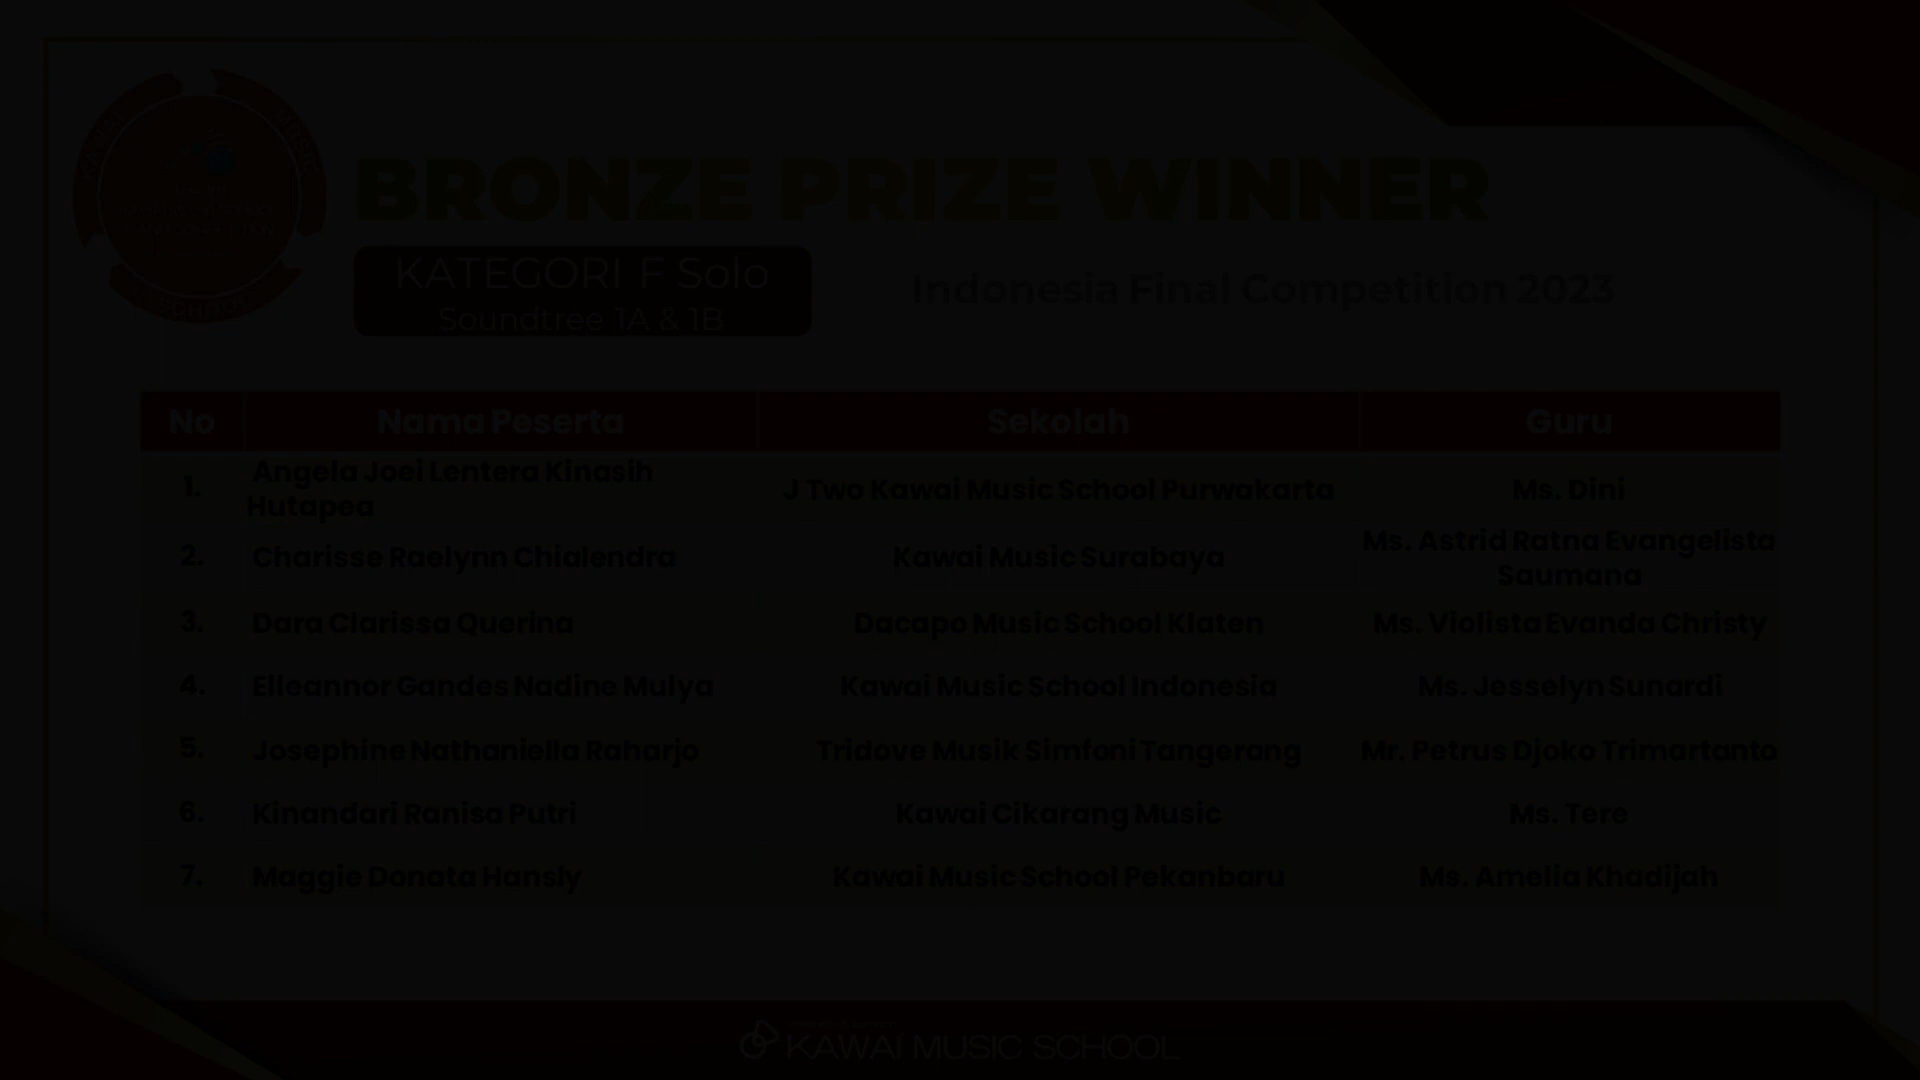 KAWAI MUSIC
SCHOOL
BRONZE PRIZE WINNER
KATEGORI F Solo
Soundtree 1A & 1B
Indonesia Final Competition 2023
No Nama Peserta Sekolah Guru
1. Angela Joei Lentera Kinasih
Hutapea
J Two Kawai Music School Purwakarta
Ms. Dini
2. Charisse Raelynn Chialendra
Kawai Music Surabaya
Ms. Astrid Ratna Evangelista
Saumana
3. Dara Clarissa Querina Dacapo Music School Klaten Ms. Violista Evanda Christy
4. Elleannor Gandes Nadine Mulya Kawai Music School Indonesia Ms. Jesselyn Sunardi
5. Josephine Nathaniella Raharjo Tridove Musik Simfoni Tangerang Mr. Petrus Djoko Trimartanto
6. Kinandari Ranisa Putri Kawai Cikarang Music Ms. Tere
7. Maggie Donata Hansly Kawai Music School Pekanbaru Ms. Amelia Khadijah
KAWAI MUSIC SCHOOL